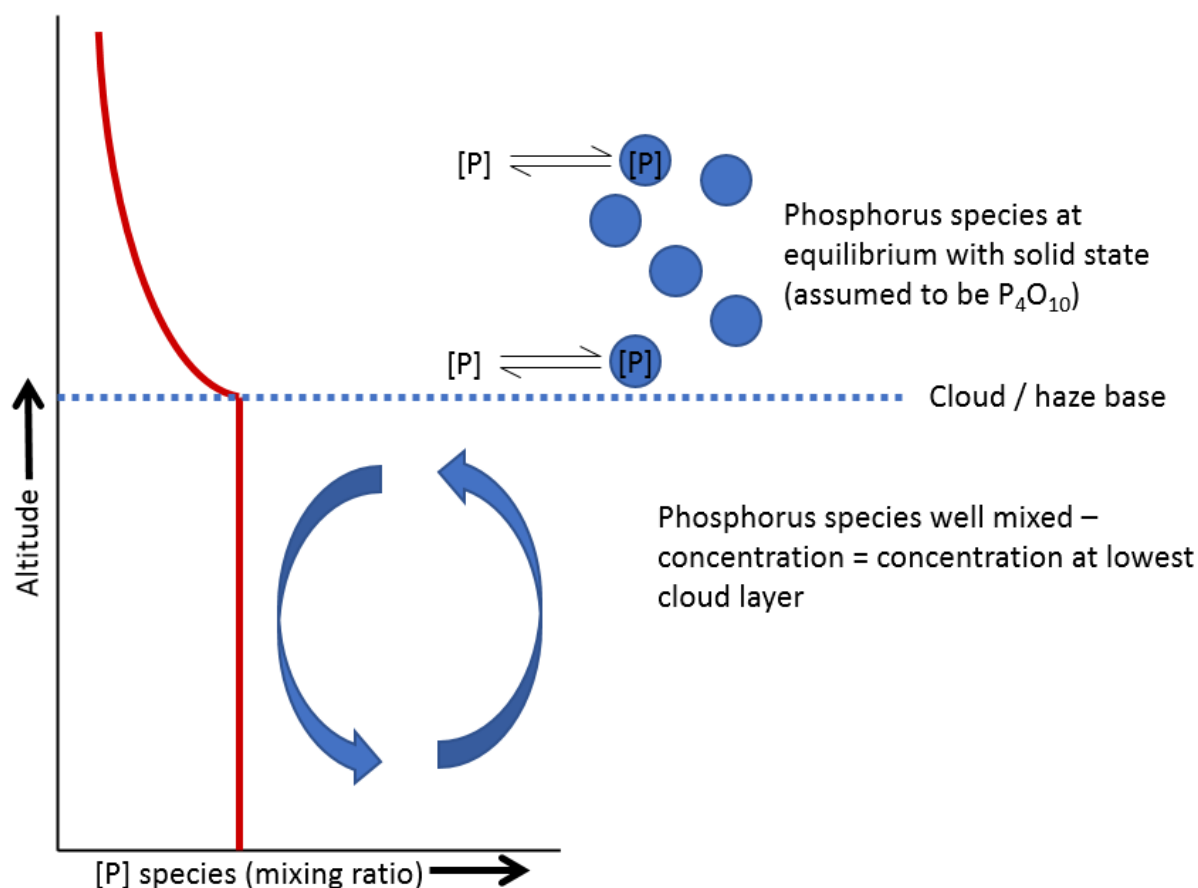 [P]
[P]
Phosphorus species at
equilibrium with solid state
(assumed to be P₄O₁₀)
[P]
[P]
Cloud / haze base
Phosphorus species well mixed –
concentration = concentration at lowest
cloud layer
Altitude
[P] species (mixing ratio)